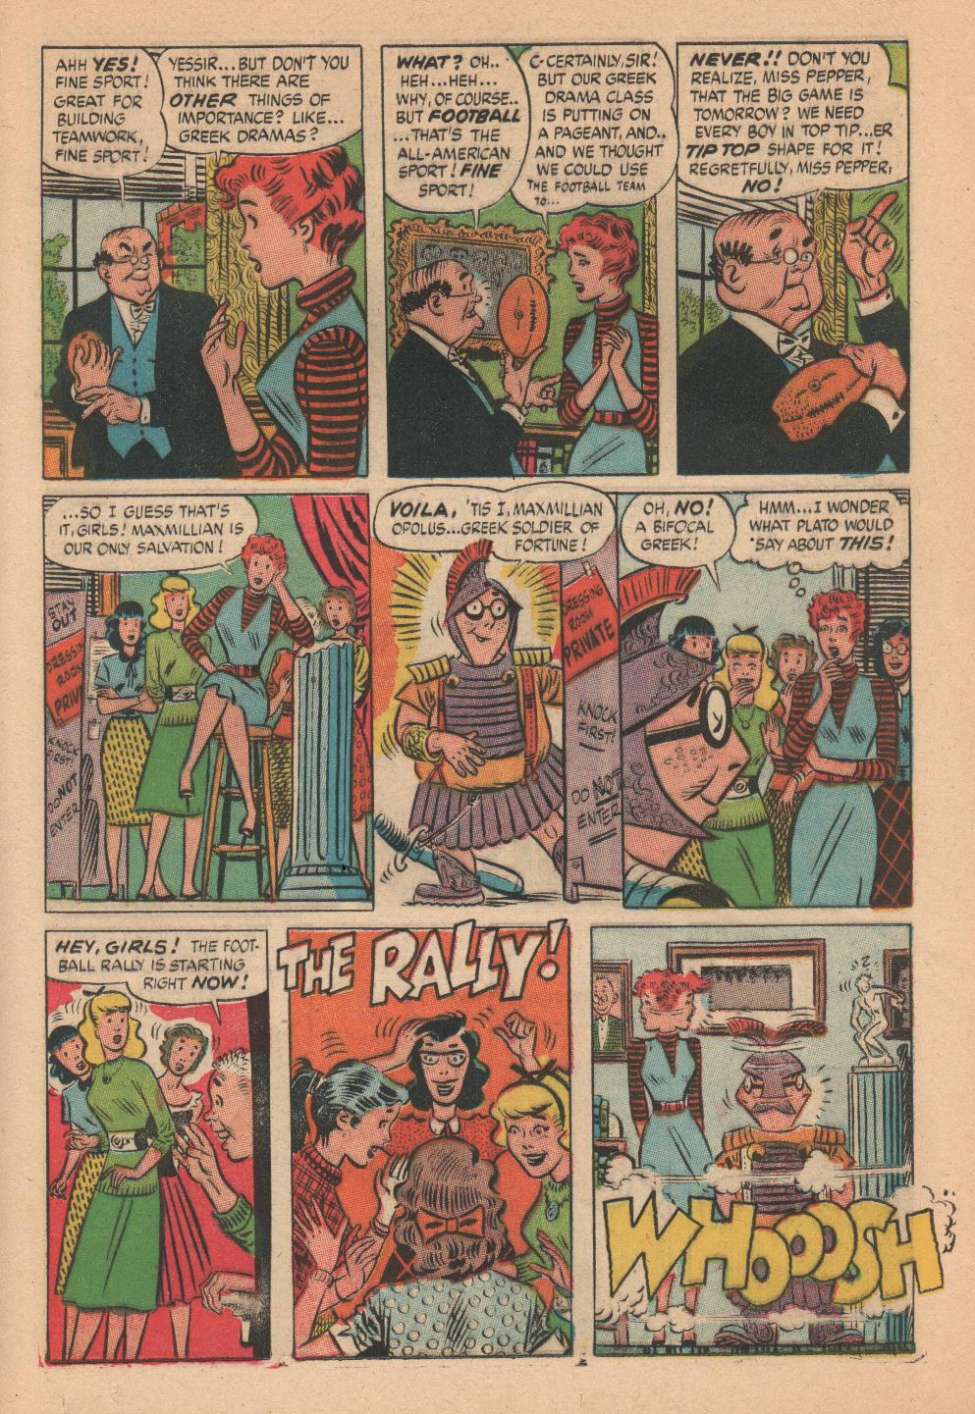 AHH YES!
FINE SPORT!
GREAT FOR
BUILDING
TEAMWORK,
FINE SPORT!
YESSIR...BUT DON'T YOU
THINK THERE ARE
OTHER THINGS OF
IMPORTANCE? LIKE...
GREEK DRAMAS?
WHAT? OH..
HEH...HEH...
WHY, OF COURSE..
BUT FOOTBALL
...THAT'S THE
ALL-AMERICAN
SPORT! FINE
SPORT!
C-CERTAINLY, SIR!
BUT OUR GREEK
DRAMA CLASS
IS PUTTING ON
A PAGEANT, AND..
AND WE THOUGHT
WE COULD USE
THE FOOTBALL TEAM
TO...
NEVER!! DON'T YOU
REALIZE, MISS PEPPER,
THAT THE BIG GAME IS
TOMORROW? WE NEED
EVERY BOY IN TOP TIP...ER
TIP TOP SHAPE FOR IT!
REGRETFULLY, MISS PEPPER,
NO!
...SO I GUESS THAT'S
IT, GIRLS! MAXMILLIAN IS
OUR ONLY SALVATION!
STAY
OUT
DRESSING
ROOM
PRIV
KNOCK
FIRST!
DO NOT
ENTER
VOILA, 'TIS I, MAXMILLIAN
OPOLUS...GREEK SOLDIER OF
FORTUNE!
DRESSING
ROOM
PRIVATE
KNOCK
FIRST!
DO NOT
ENTER
OH, NO!
A BIFOCAL
GREEK!
HMM...I WONDER
WHAT PLATO WOULD
'SAY ABOUT THIS!
HEY, GIRLS! THE FOOT-
BALL RALLY IS STARTING
RIGHT NOW!
THE RALLY!
Z
WHOOOSH